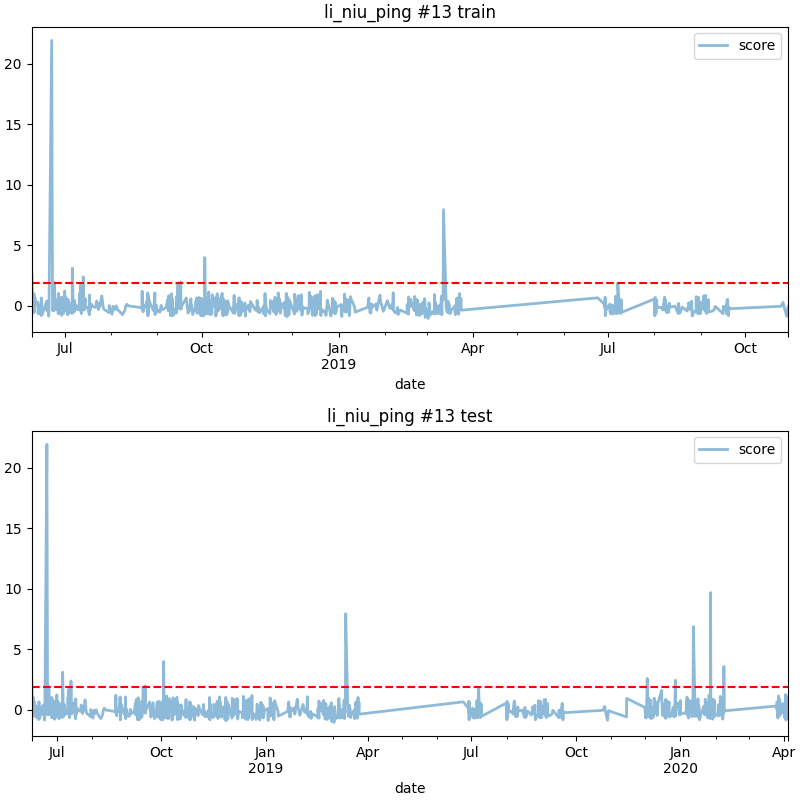 li_niu_ping #13 train
score
20
15
10
5
0
Jul Oct Jan Apr Jul Oct
2019
date
li_niu_ping #13 test
score
20
15
10
5
0
Jul Oct Jan Apr Jul Oct Jan Apr
2019 2020
date